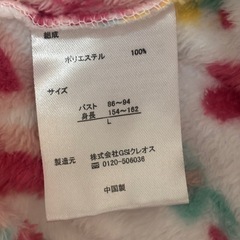 組成
ポリエステル 100%
サイズ
バスト 86~94
身長 154~162
L
製造元 株式会社GSIクレオス
☏ 0120-506036
中国製